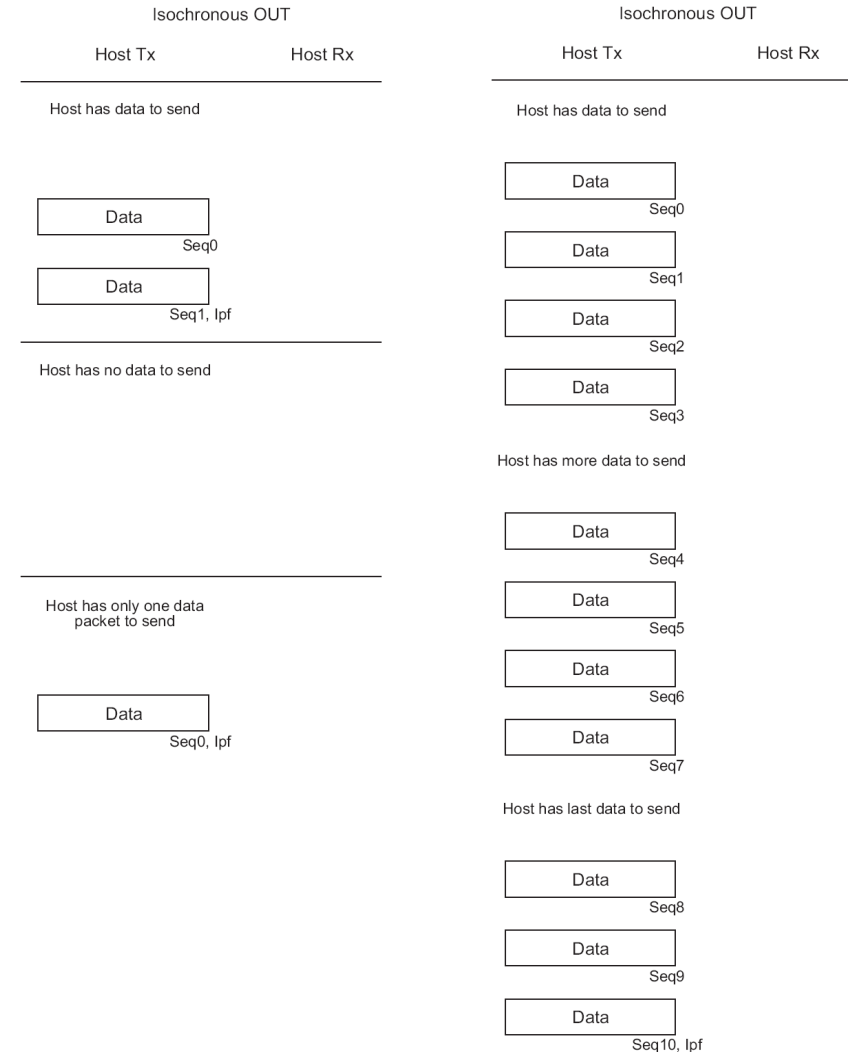 Isochronous OUT
Host Tx
Host Rx
Host has data to send
Data
Seq0
Data
Seq1, lpf
Host has no data to send
Host has only one data
packet to send
Data
Seq0, lpf
Isochronous OUT
Host Tx
Host Rx
Host has data to send
Data
Seq0
Data
Seq1
Data
Seq2
Data
Seq3
Host has more data to send
Data
Seq4
Data
Seq5
Data
Seq6
Data
Seq7
Host has last data to send
Data
Seq8
Data
Seq9
Data
Seq10, lpf